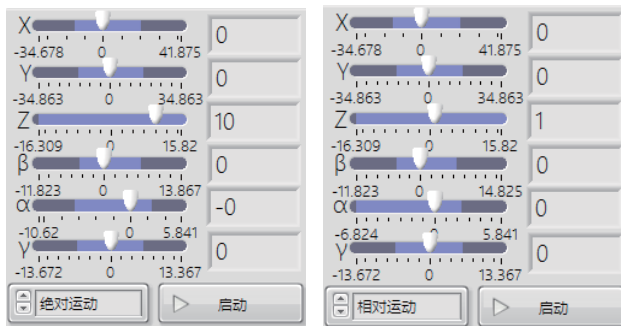 X 0
-34.678 0 41.875
Y 0
-34.863 0 34.863
Z 10
-16.309 0 15.82
β 0
-11.823 0 13.867
α -0
-10.62 0 5.841
γ 0
-13.672 0 13.367
绝对运动 启动
X 0
-34.678 0 41.875
Y 0
-34.863 0 34.863
Z 1
-16.309 0 15.82
β 0
-11.823 0 14.825
α 0
-6.824 0 5.841
γ 0
-13.672 0 13.367
相对运动 启动